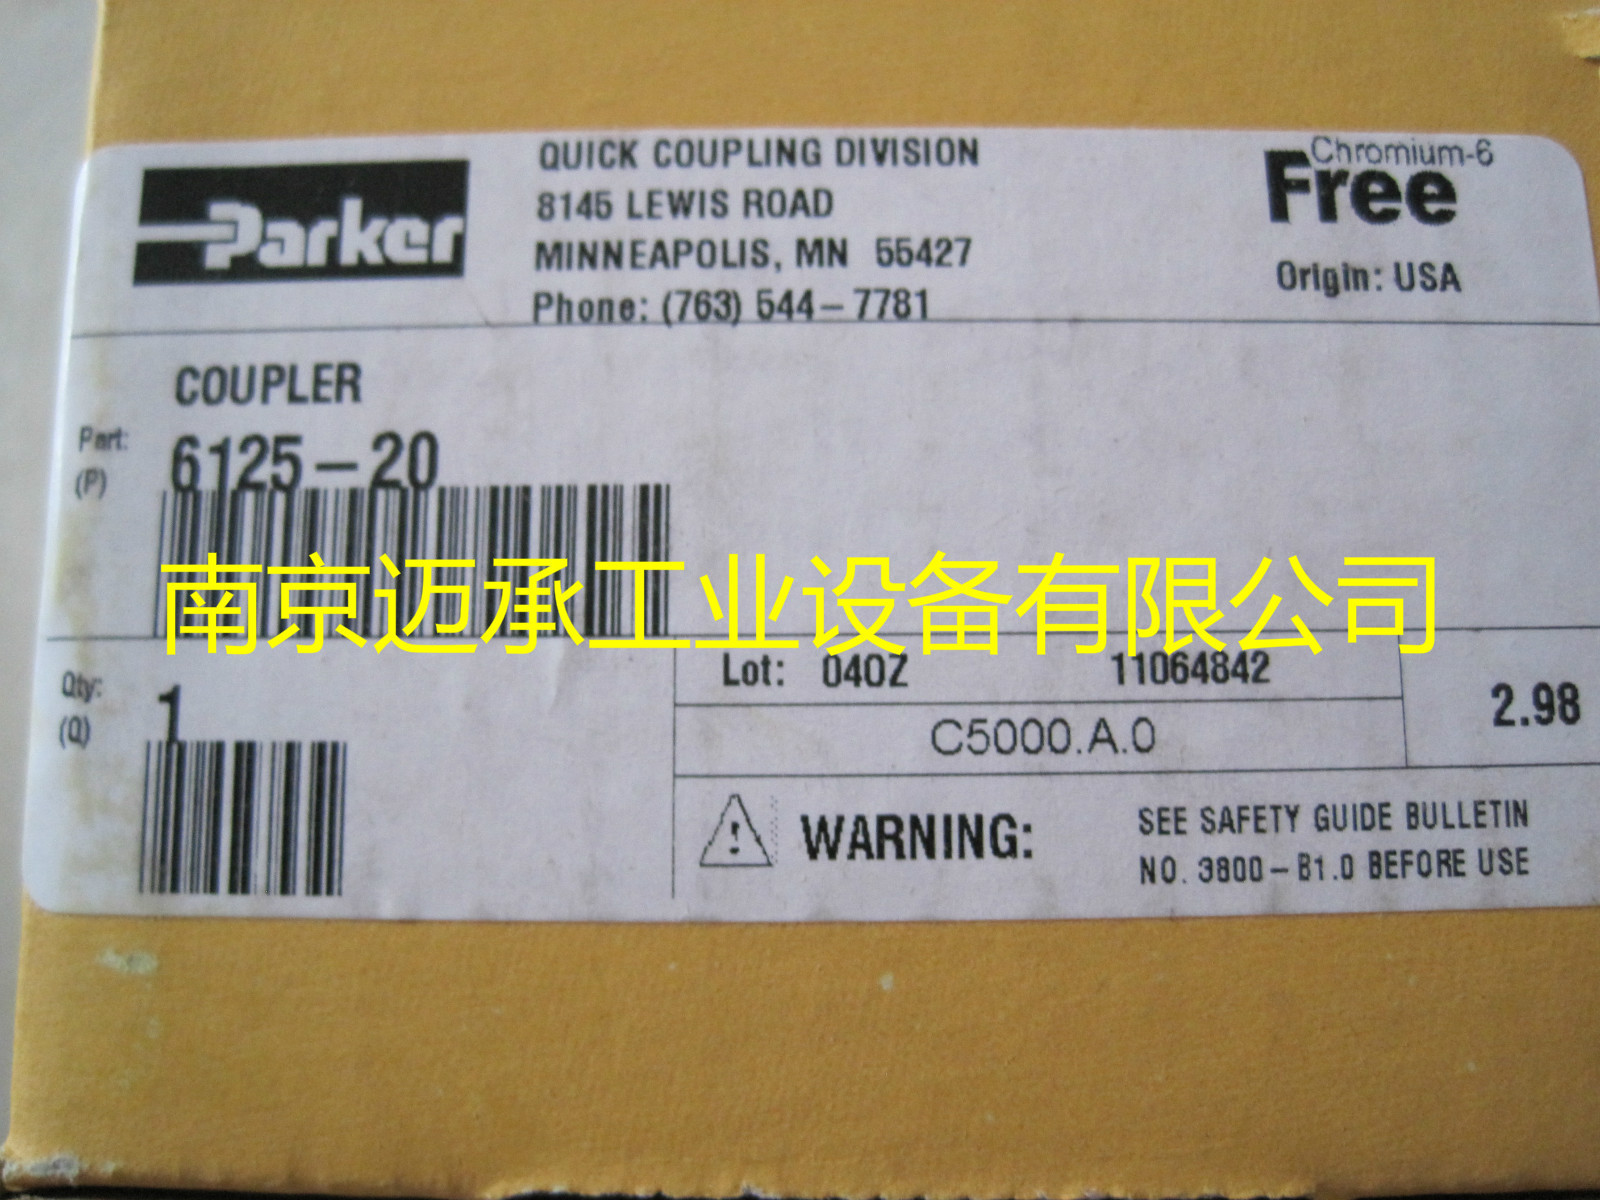 Parker
QUICK COUPLING DIVISION
8145 LEWIS ROAD
MINNEAPOLIS, MN 55427
Phone: (763) 544-7781
Chromium-6
Free
Origin: USA
COUPLER
Part:
(P)
6125-20
南京迈承工业设备有限公司
Qty:
(Q)
1
Lot: 040Z 11064842
2.98
C5000.A.0
WARNING:
SEE SAFETY GUIDE BULLETIN
NO. 3800-B1.0 BEFORE USE